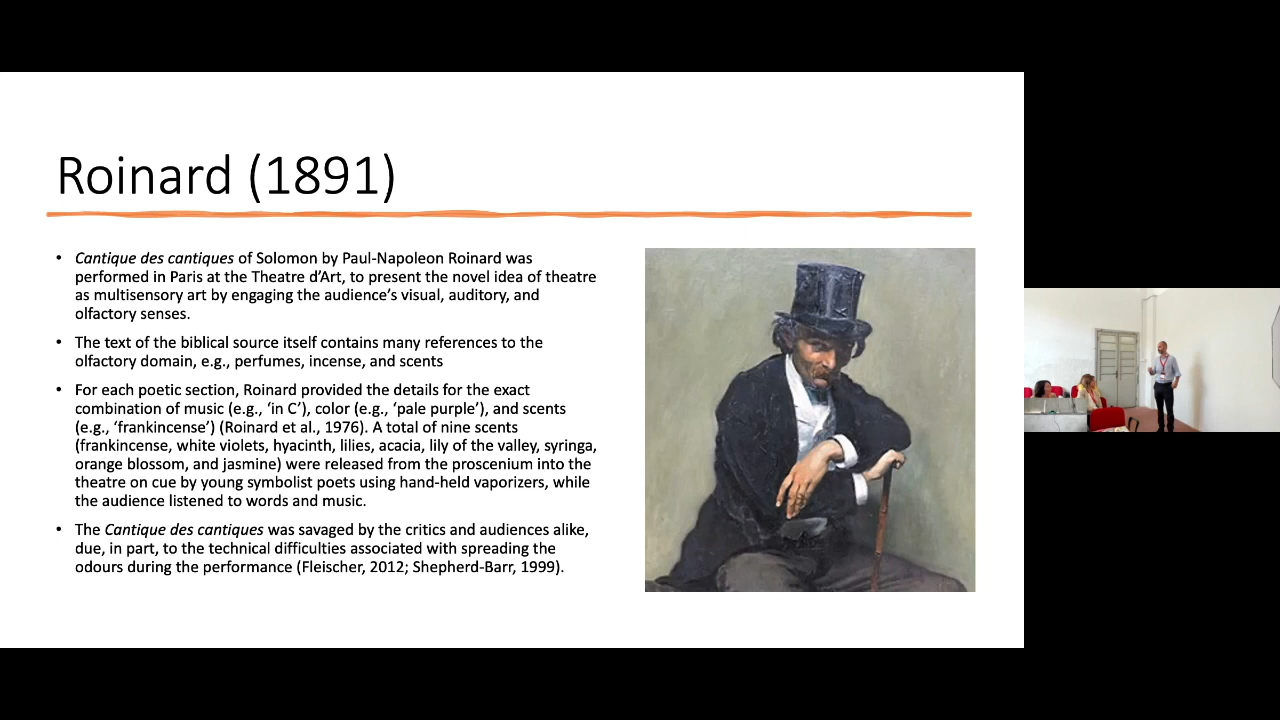 Roinard (1891)
• Cantique des cantiques of Solomon by Paul-Napoleon Roinard was
performed in Paris at the Theatre d’Art, to present the novel idea of theatre
as multisensory art by engaging the audience’s visual, auditory, and
olfactory senses.
• The text of the biblical source itself contains many references to the
olfactory domain, e.g., perfumes, incense, and scents
• For each poetic section, Roinard provided the details for the exact
combination of music (e.g., ‘in C’), color (e.g., ‘pale purple’), and scents
(e.g., ‘frankincense’) (Roinard et al., 1976). A total of nine scents
(frankincense, white violets, hyacinth, lilies, acacia, lily of the valley, syringa,
orange blossom, and jasmine) were released from the proscenium into the
theatre on cue by young symbolist poets using hand-held vaporizers, while
the audience listened to words and music.
• The Cantique des cantiques was savaged by the critics and audiences alike,
due, in part, to the technical difficulties associated with spreading the
odours during the performance (Fleischer, 2012; Shepherd-Barr, 1999).